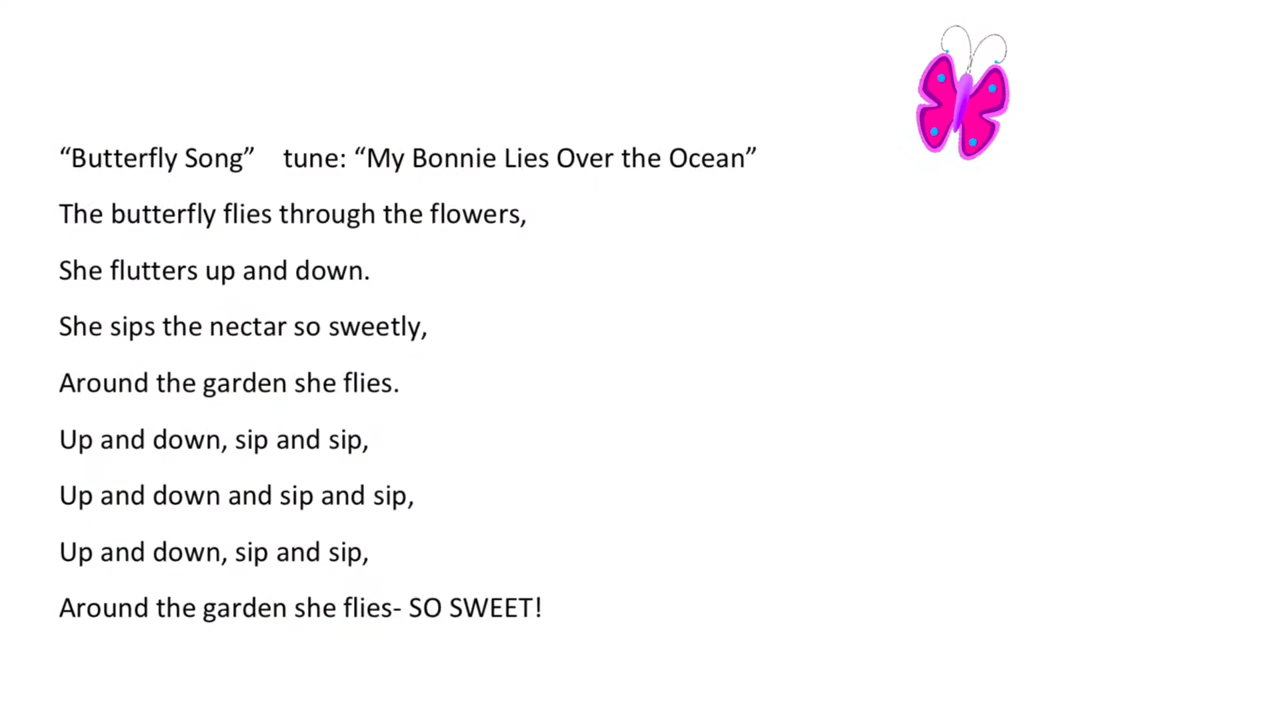 “Butterfly Song”    tune: “My Bonnie Lies Over the Ocean”
The butterfly flies through the flowers,
She flutters up and down.
She sips the nectar so sweetly,
Around the garden she flies.
Up and down, sip and sip,
Up and down and sip and sip,
Up and down, sip and sip,
Around the garden she flies- SO SWEET!